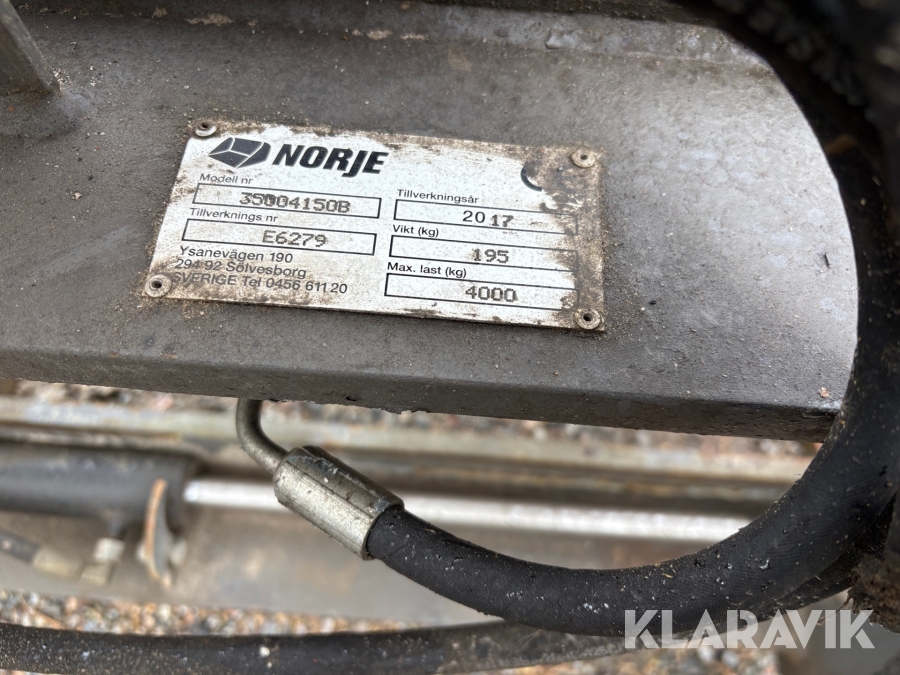 NORJE
Modell nr
35004150B
Tillverknings nr
E6279
Ysanevägen 190
294 92 Sölvesborg
SVERIGE Tel 0456 611 20
Tillverkningsår
2017
Vikt (kg)
195
Max. last (kg)
4000
KLARAVIK